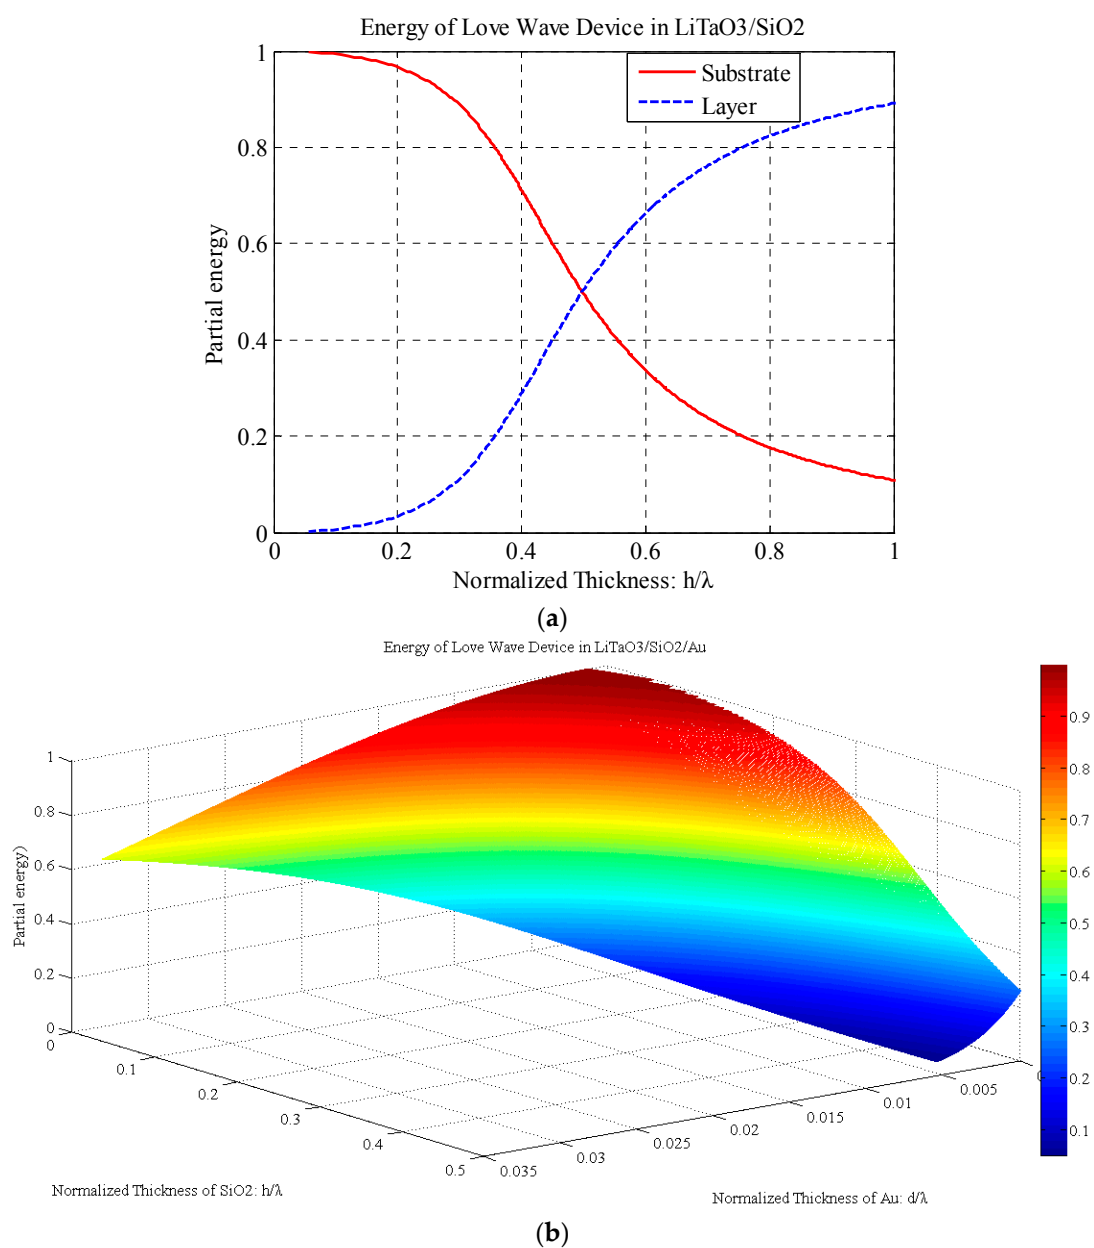 Energy of Love Wave Device in LiTaO3/SiO2
1
Substrate
Layer
0.8
0.6
Partial energy
0.4
0.2
0
0 0.2 0.4 0.6 0.8 1
Normalized Thickness: h/λ
(a)
Energy of Love Wave Device in LiTaO3/SiO2/Au
1
0.8
0.6
Partial energy)
0.4
0.2
0
0
0.1
0.2
0.3
0.4
0.5
0.035
0.03
0.025
0.02
0.015
0.01
0.005
0.9
0.8
0.7
0.6
0.5
0.4
0.3
0.2
0.1
Normalized Thickness of SiO2: h/λ
Normalized Thickness of Au: d/λ
(b)